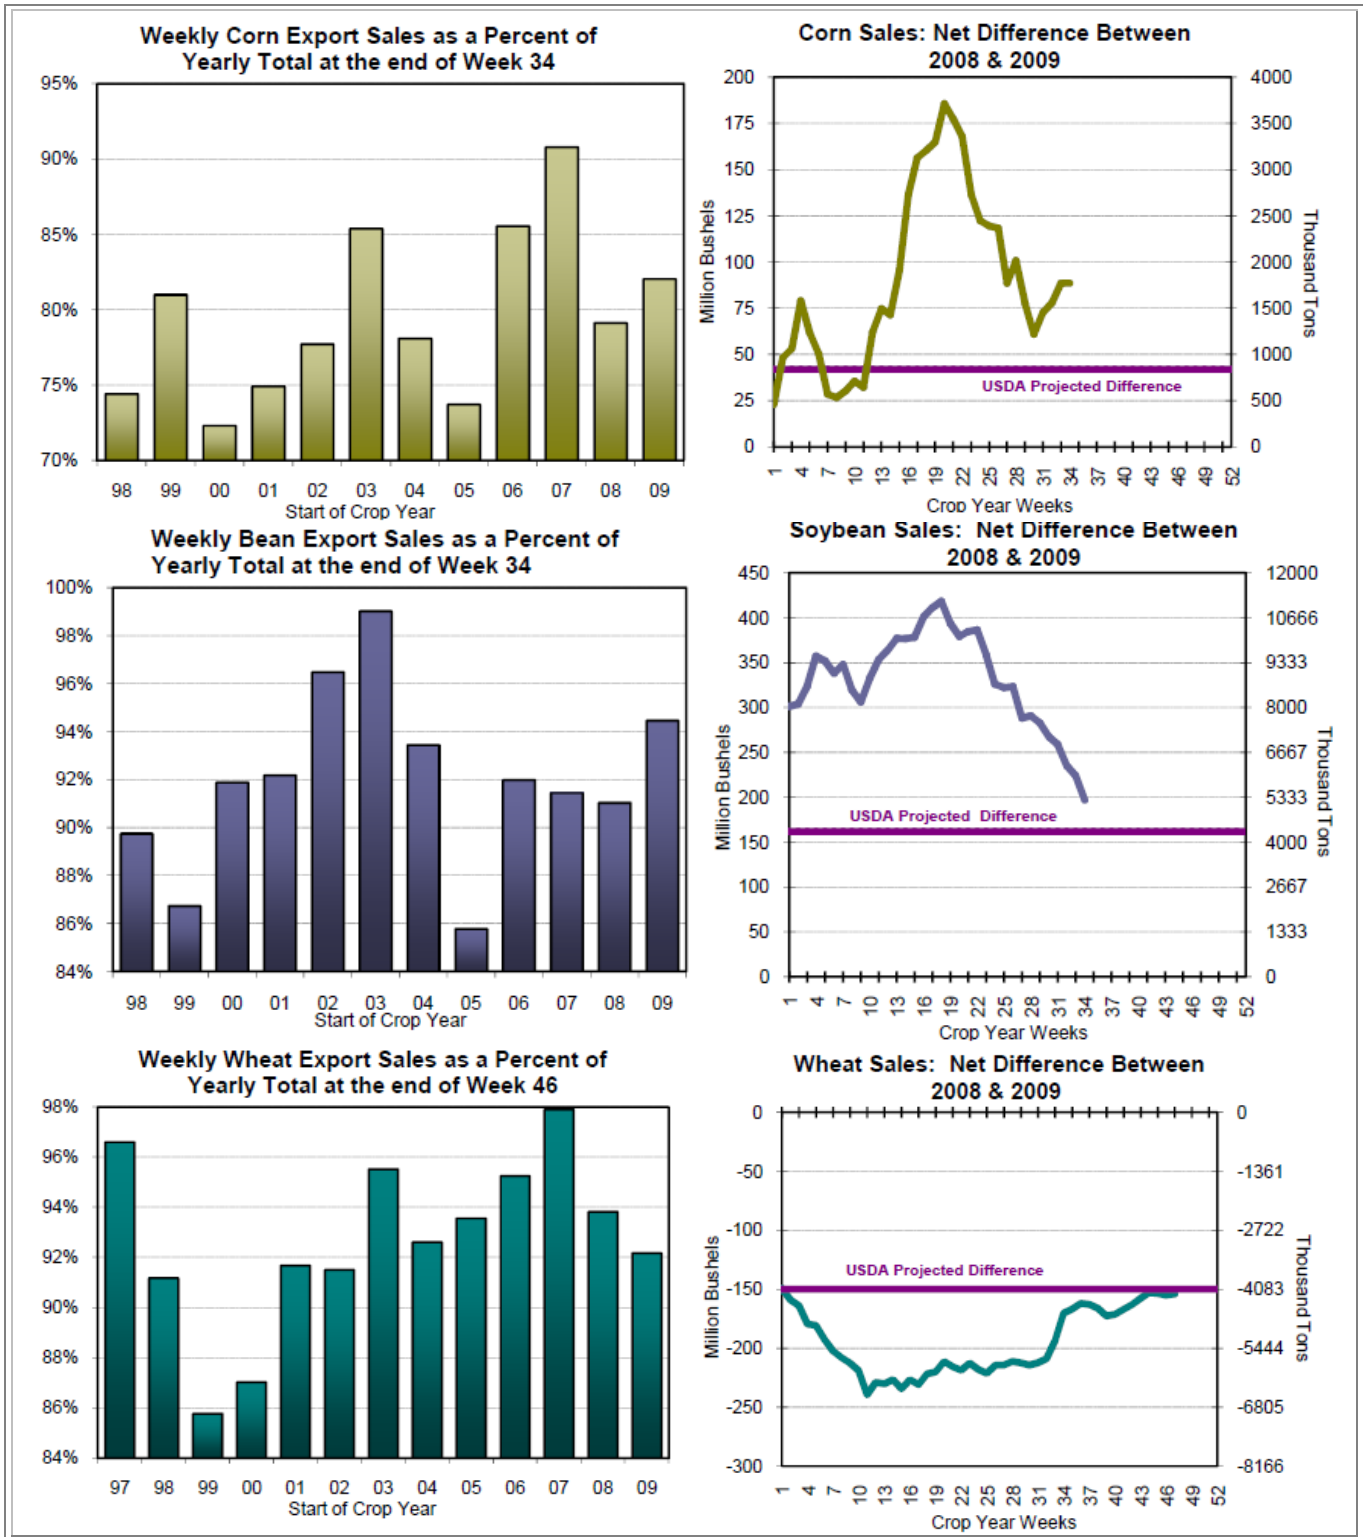 Weekly Corn Export Sales as a Percent of
Yearly Total at the end of Week 34
95%
90%
85%
80%
75%
70%
98 99 00 01 02 03 04 05 06 07 08 09
Start of Crop Year
Corn Sales: Net Difference Between
2008 & 2009
200
175
150
125
100
75
50
25
0
Million Bushels
4000
3500
3000
2500
2000
1500
1000
500
0
Thousand Tons
USDA Projected Difference
1 4 7 10 13 16 19 22 25 28 31 34 37 40 43 46 49 52
Crop Year Weeks
Weekly Bean Export Sales as a Percent of
Yearly Total at the end of Week 34
100%
98%
96%
94%
92%
90%
88%
86%
84%
98 99 00 01 02 03 04 05 06 07 08 09
Start of Crop Year
Soybean Sales: Net Difference Between
2008 & 2009
450
400
350
300
250
200
150
100
50
0
Million Bushels
12000
10666
9333
8000
6667
5333
4000
2667
1333
0
Thousand Tons
USDA Projected Difference
1 4 7 10 13 16 19 22 25 28 31 34 37 40 43 46 49 52
Crop Year Weeks
Weekly Wheat Export Sales as a Percent of
Yearly Total at the end of Week 46
98%
96%
94%
92%
90%
88%
86%
84%
97 98 99 00 01 02 03 04 05 06 07 08 09
Start of Crop Year
Wheat Sales: Net Difference Between
2008 & 2009
0
-50
-100
-150
-200
-250
-300
Million Bushels
0
-1361
-2722
-4083
-5444
-6805
-8166
Thousand Tons
USDA Projected Difference
1 4 7 10 13 16 19 22 25 28 31 34 37 40 43 46 49 52
Crop Year Weeks